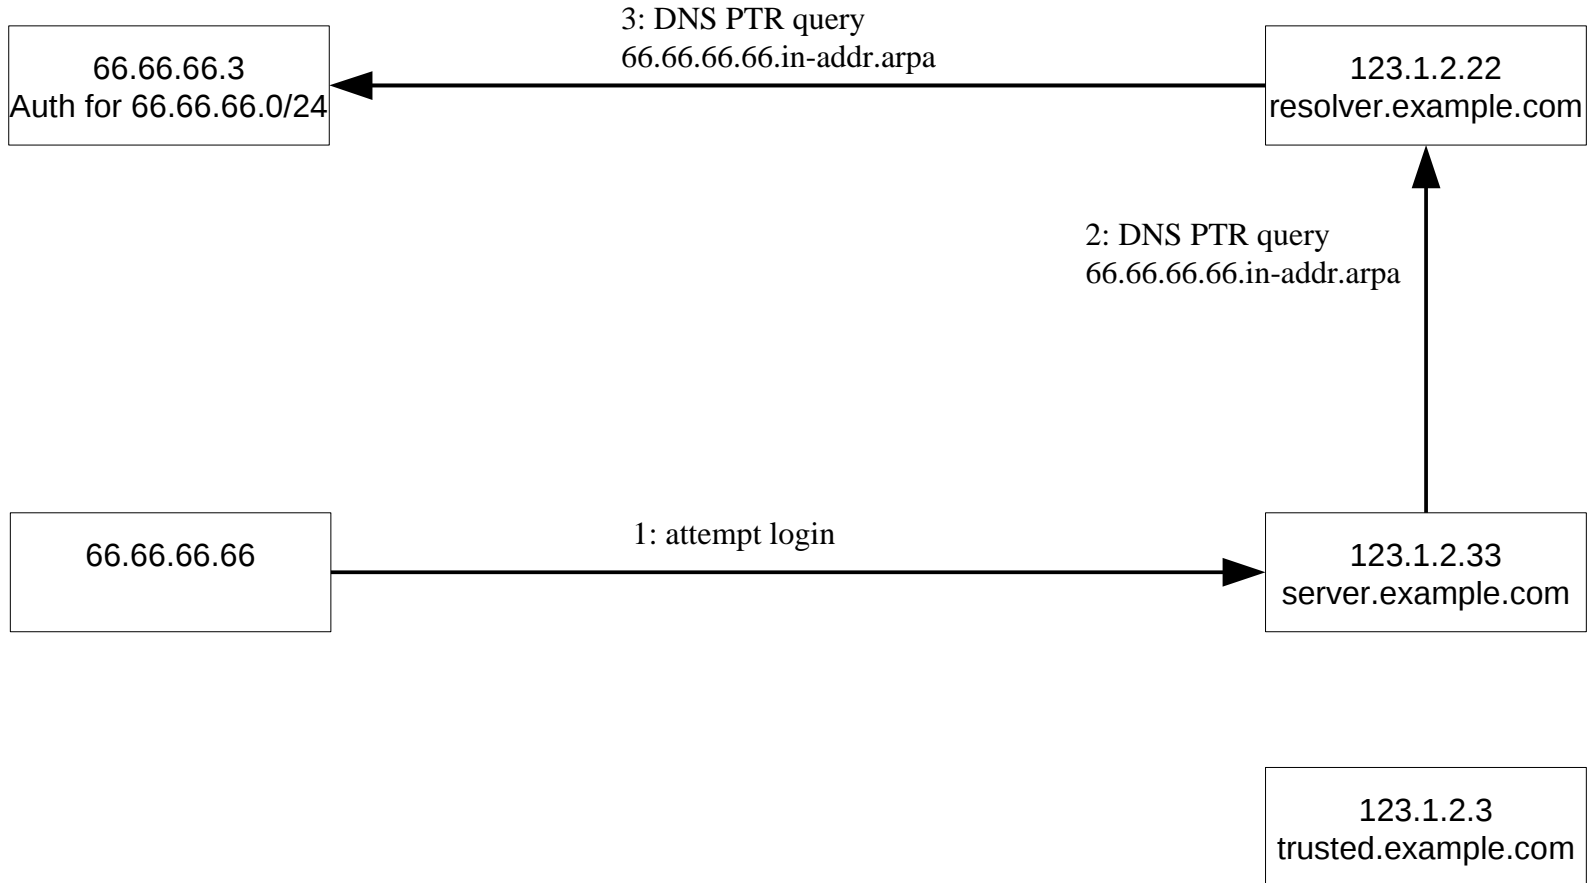 3: DNS PTR query
66.66.66.66.in-addr.arpa
66.66.66.3
Auth for 66.66.66.0/24
123.1.2.22
resolver.example.com
2: DNS PTR query
66.66.66.66.in-addr.arpa
66.66.66.66
1: attempt login
123.1.2.33
server.example.com
123.1.2.3
trusted.example.com